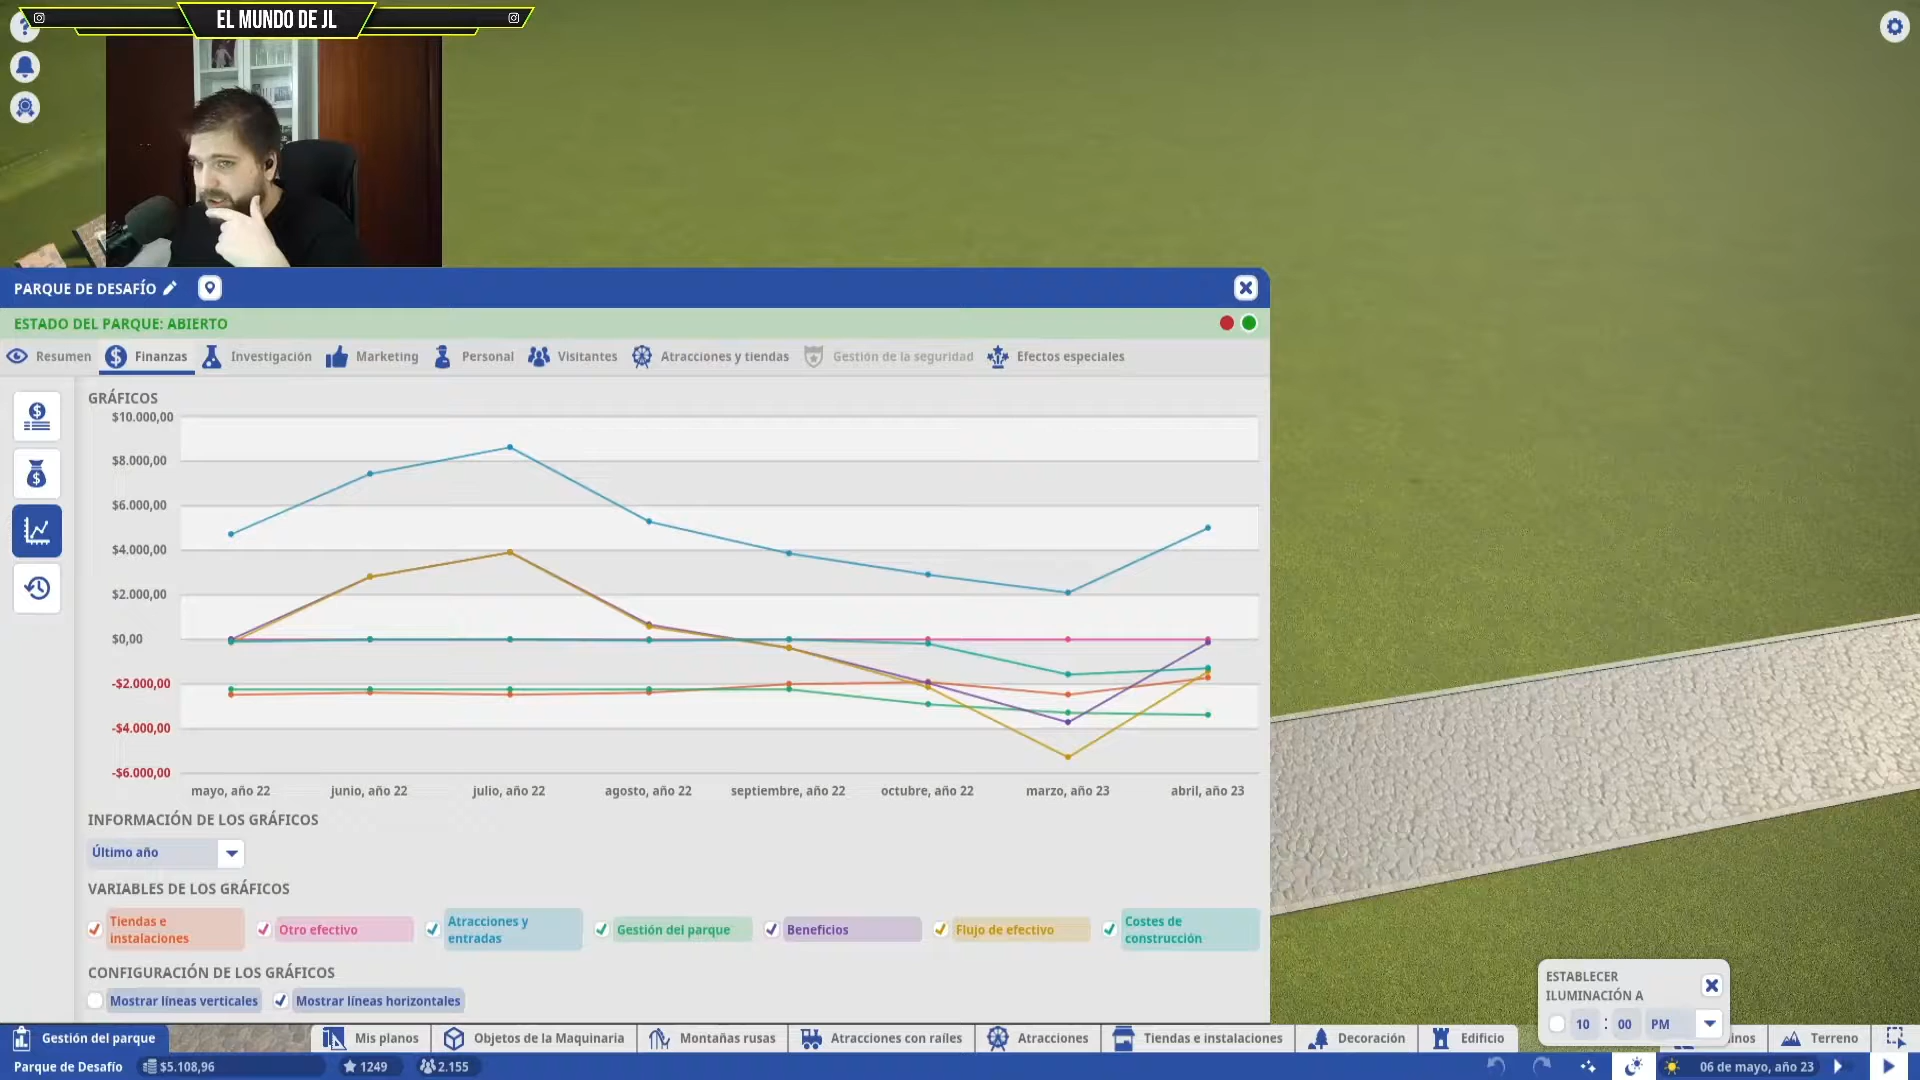 EL MUNDO DE JL
PARQUE DE DESAFÍO
ESTADO DEL PARQUE: ABIERTO
Resumen
Finanzas
Investigación
Marketing
Personal
Visitantes
Atracciones y tiendas
Gestión de la seguridad
Efectos especiales
GRÁFICOS
$10.000,00
$8.000,00
$6.000,00
$4.000,00
$2.000,00
$0,00
-$2.000,00
-$4.000,00
-$6.000,00
mayo, año 22
junio, año 22
julio, año 22
agosto, año 22
septiembre, año 22
octubre, año 22
marzo, año 23
abril, año 23
INFORMACIÓN DE LOS GRÁFICOS
Último año
VARIABLES DE LOS GRÁFICOS
Tiendas e
instalaciones
Otro efectivo
Atracciones y
entradas
Gestión del parque
Beneficios
Flujo de efectivo
Costes de
construcción
CONFIGURACIÓN DE LOS GRÁFICOS
Mostrar líneas verticales
Mostrar líneas horizontales
ESTABLECER
ILUMINACIÓN A
10 : 00 PM
Gestión del parque
Mis planos
Objetos de la Maquinaria
Montañas rusas
Atracciones con raíles
Atracciones
Tiendas e instalaciones
Decoración
Edificio
inos
Terreno
Parque de Desafío
$5.108,96
1249
2.155
06 de mayo, año 23